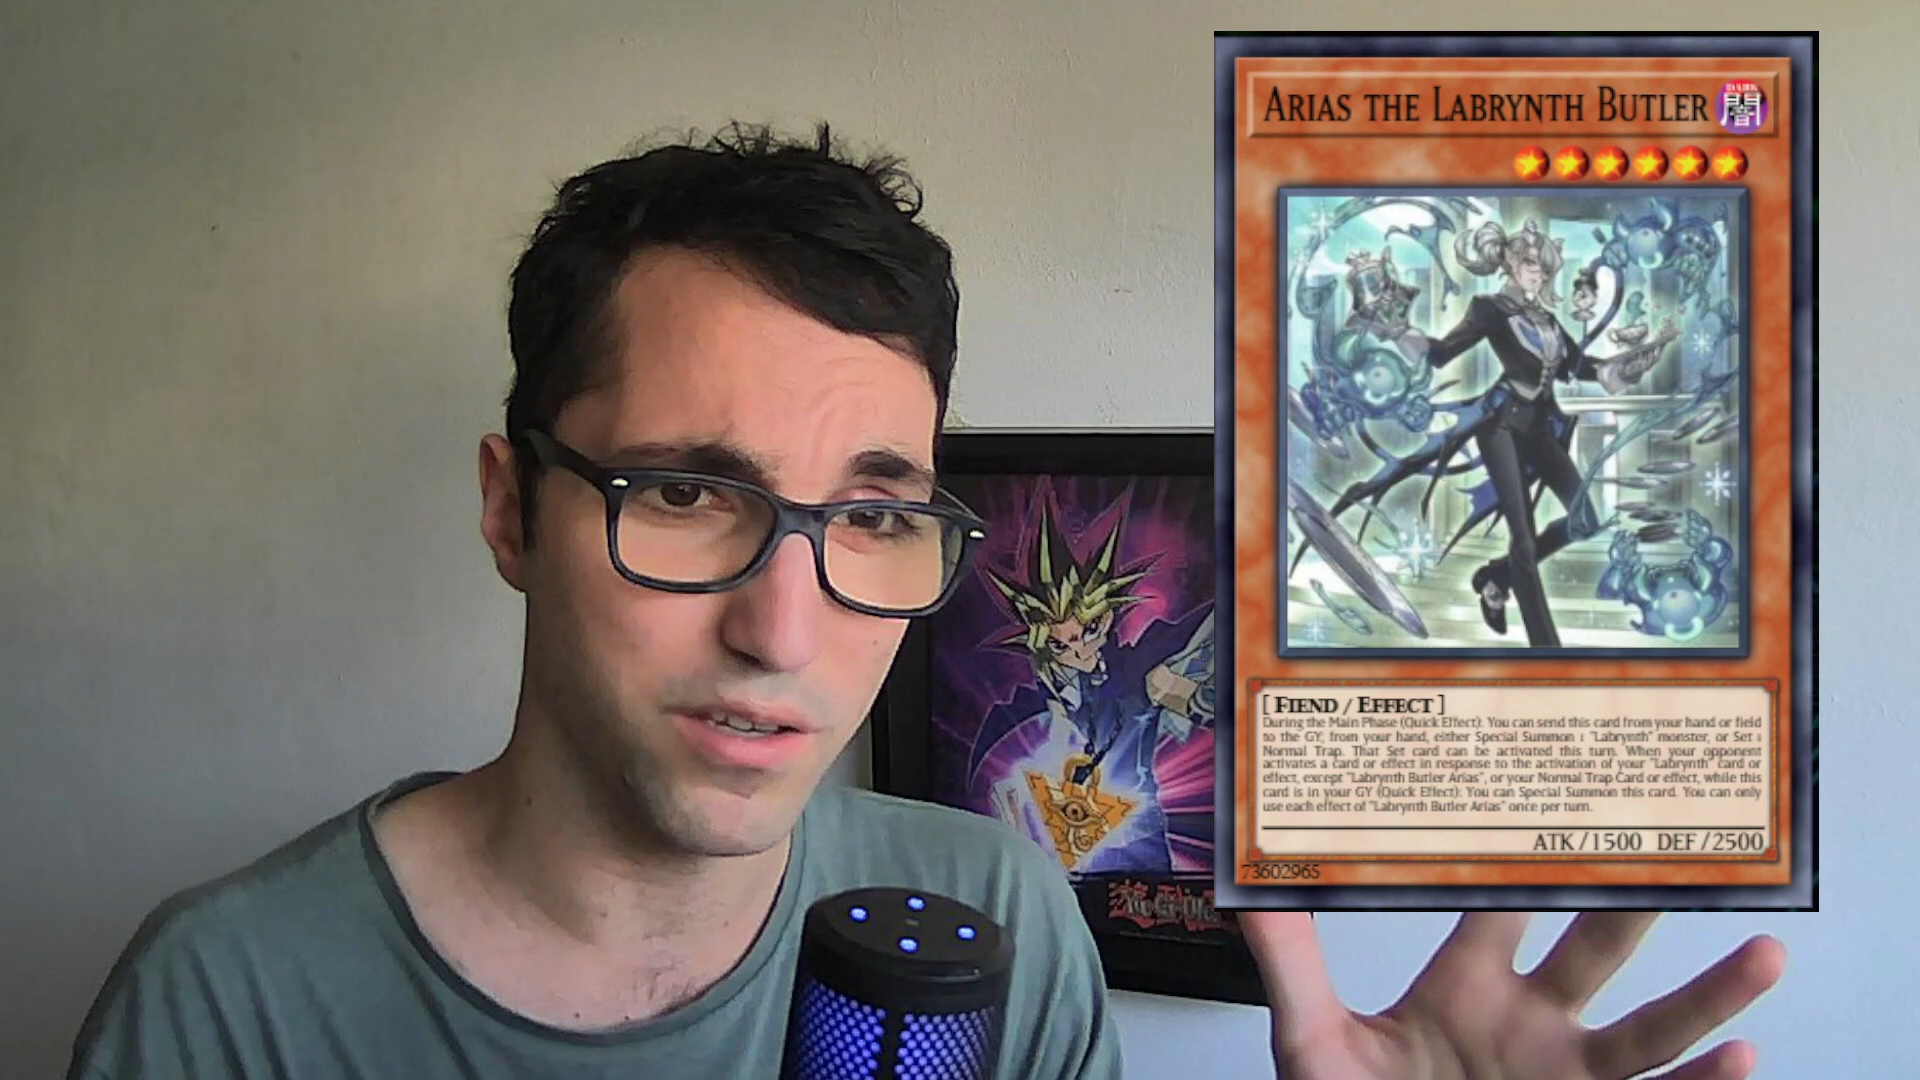 ARIAS THE LABRYNTH BUTLER
DARK
闇
[ FIEND / EFFECT ]
During the Main Phase (Quick Effect): You can send this card from your hand or field
to the GY; from your hand, either Special Summon 1 "Labrynth" monster, or Set 1
Normal Trap. That Set card can be activated this turn. When your opponent
activates a card or effect in response to the activation of your "Labrynth" card or
effect, except "Labrynth Butler Arias", or your Normal Trap Card or effect, while this
card is in your GY (Quick Effect): You can Special Summon this card. You can only
use each effect of "Labrynth Butler Arias" once per turn.
ATK / 1500 DEF / 2500
73602965